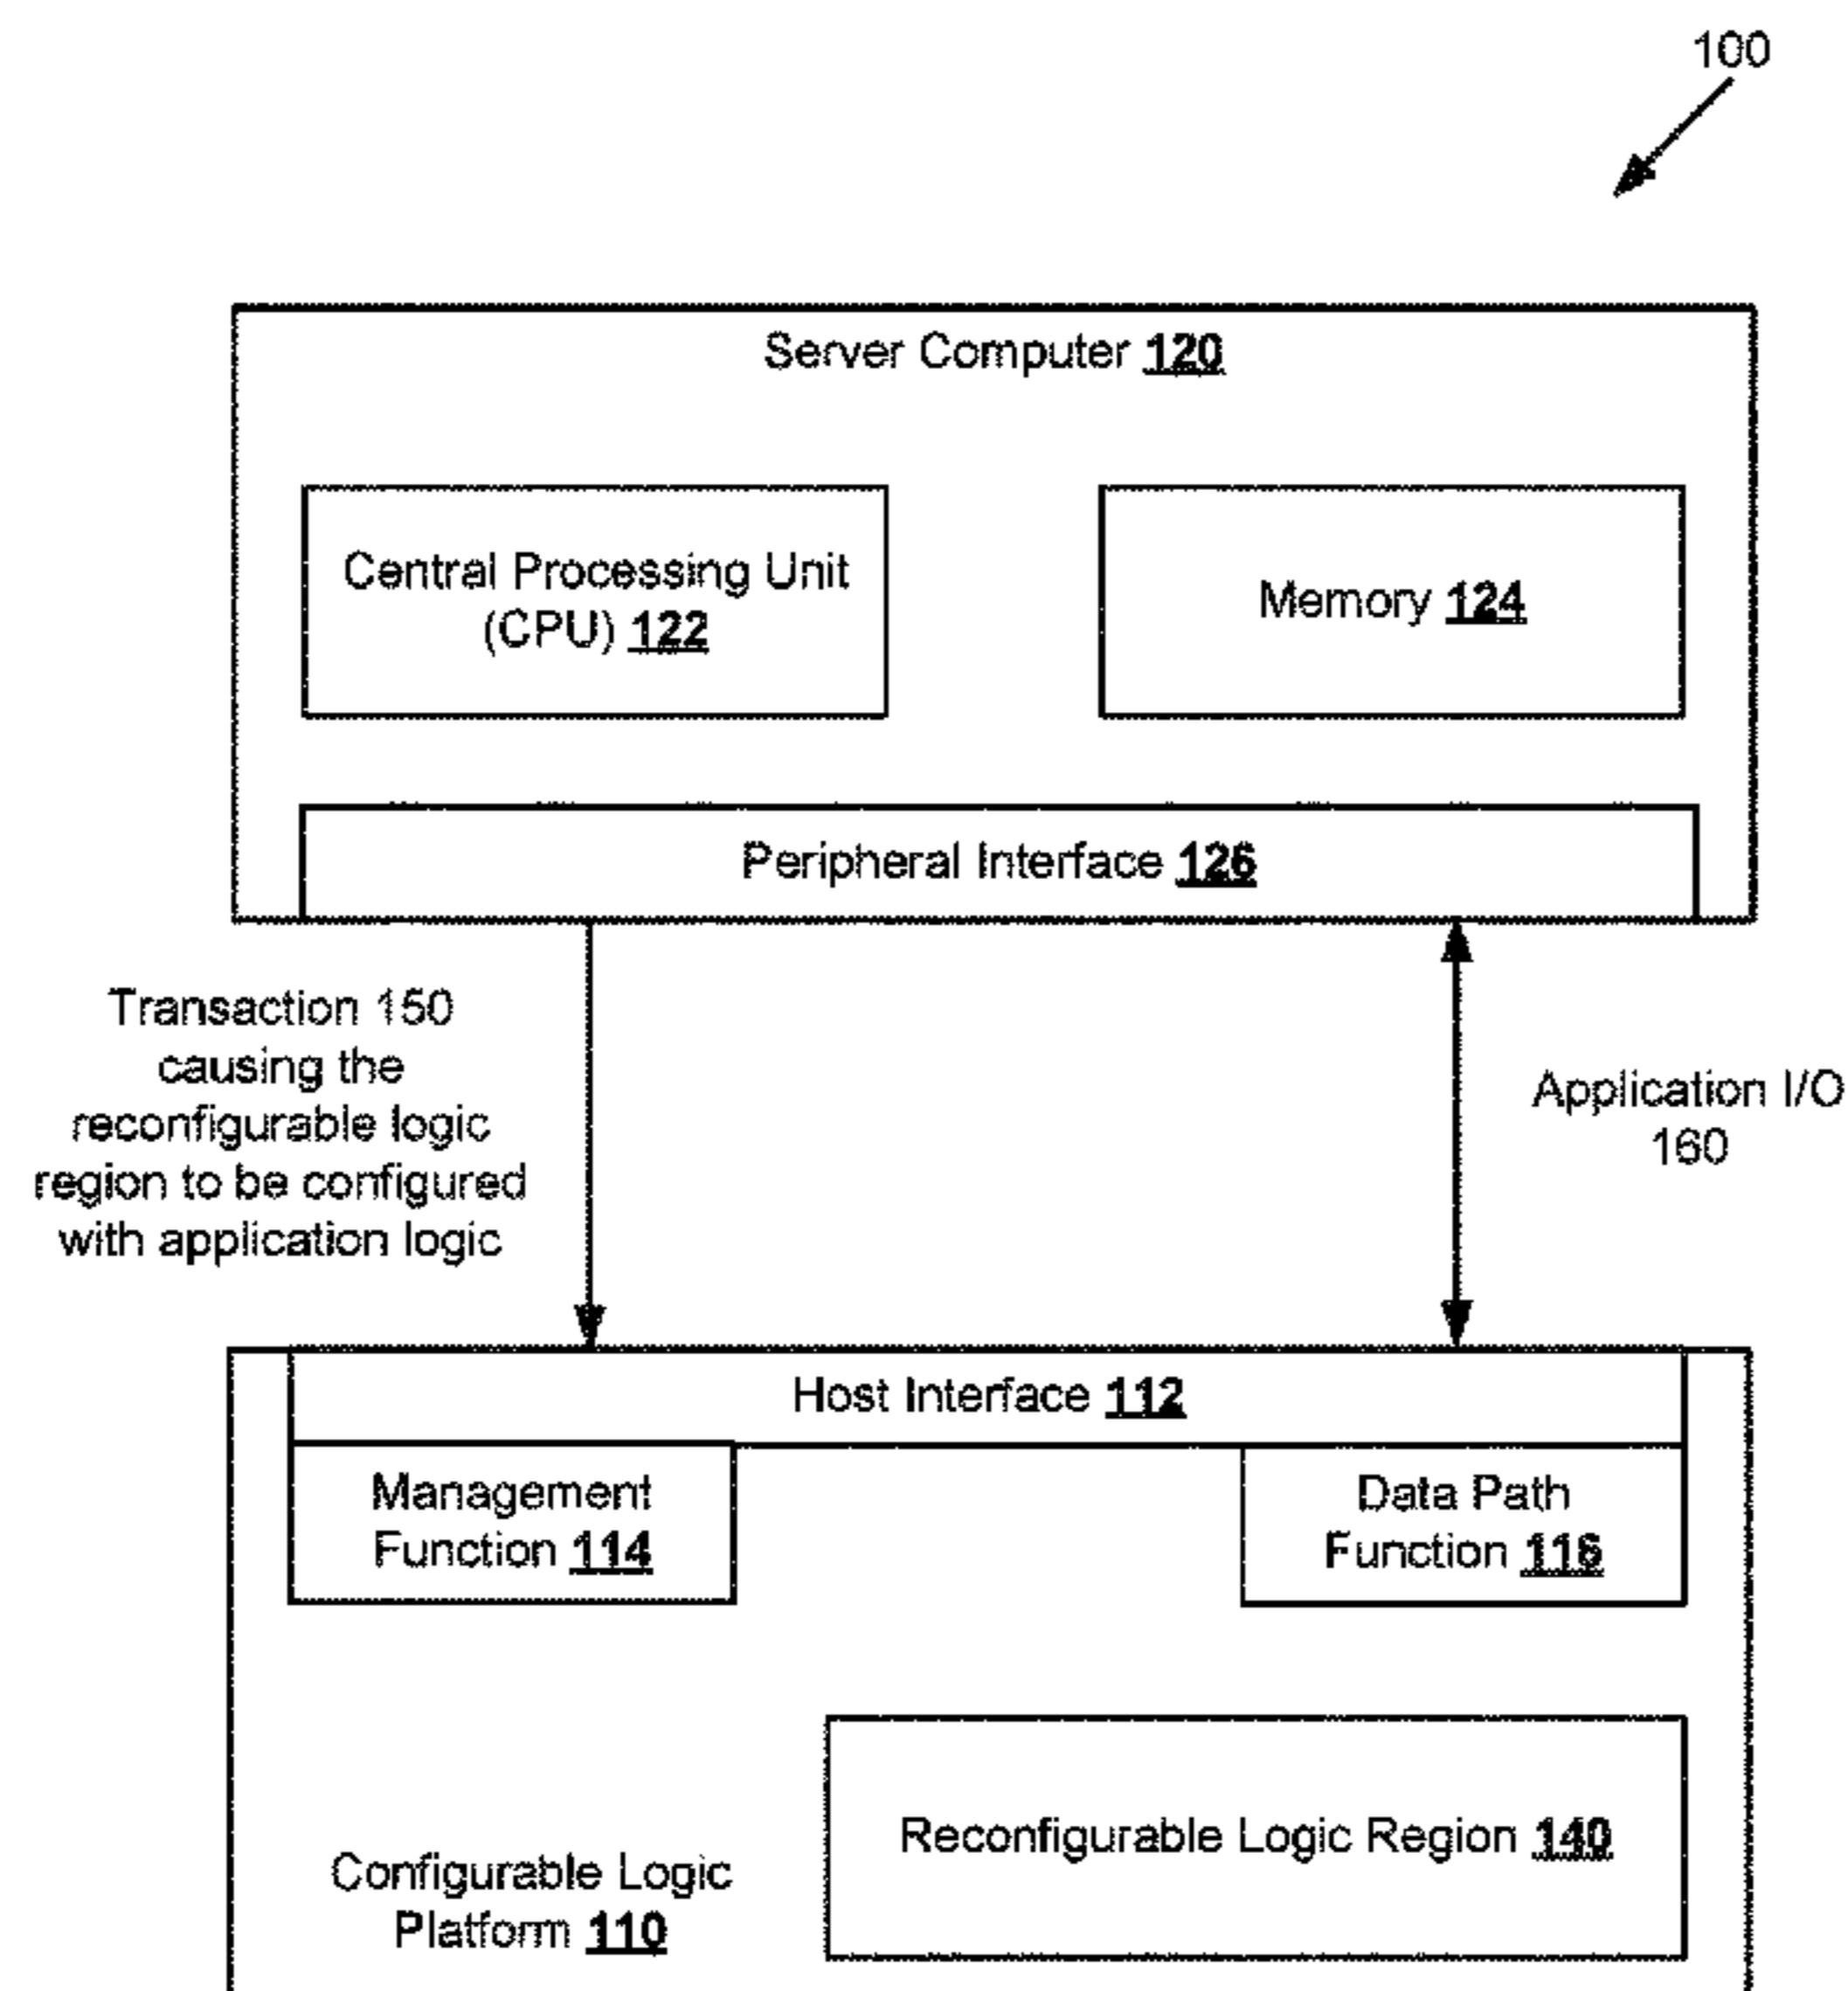 100
Server Computer 120
Central Processing Unit
(CPU) 122
Memory 124
Peripheral Interface 126
Transaction 150
causing the
reconfigurable logic
region to be configured
with application logic
Application I/O
160
Host Interface 112
Management
Function 114
Data Path
Function 116
Reconfigurable Logic Region 140
Configurable Logic
Platform 110